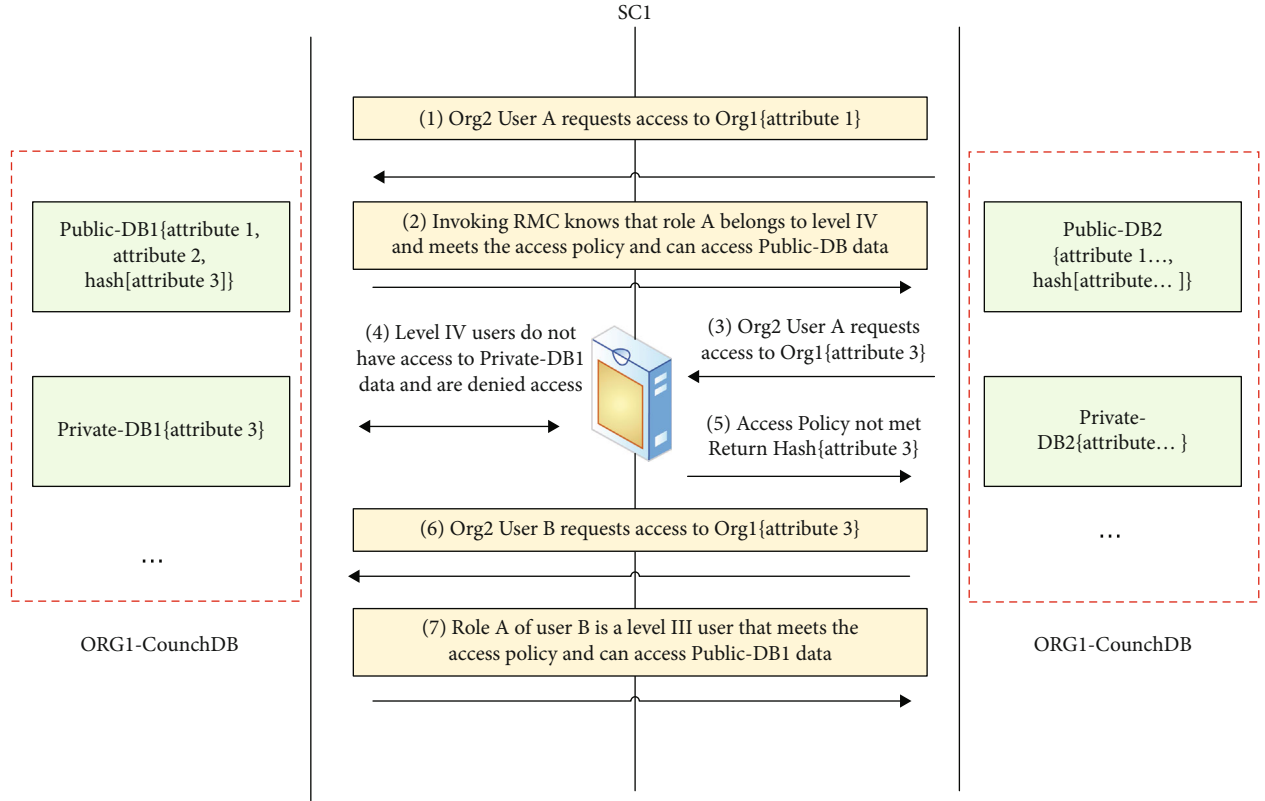 SC1
(1) Org2 User A requests access to Org1{attribute 1}
Public-DB1{attribute 1,
attribute 2,
hash[attribute 3]}
(2) Invoking RMC knows that role A belongs to level IV
and meets the access policy and can access Public-DB data
Public-DB2
{attribute 1…,
hash[attribute… ]}
(4) Level IV users do not
have access to Private-DB1
data and are denied access
(3) Org2 User A requests
access to Org1{attribute 3}
Private-DB1{attribute 3}
(5) Access Policy not met
Return Hash{attribute 3}
Private-
DB2{attribute… }
(6) Org2 User B requests access to Org1{attribute 3}
…
…
(7) Role A of user B is a level III user that meets the
access policy and can access Public-DB1 data
ORG1-CounchDB
ORG1-CounchDB